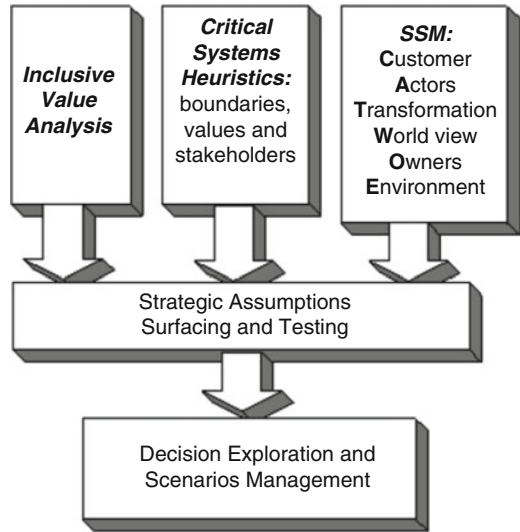 Inclusive
Value
Analysis
Critical
Systems
Heuristics:
boundaries,
values and
stakeholders
SSM:
Customer
Actors
Transformation
World view
Owners
Environment
Strategic Assumptions
Surfacing and Testing
Decision Exploration and
Scenarios Management